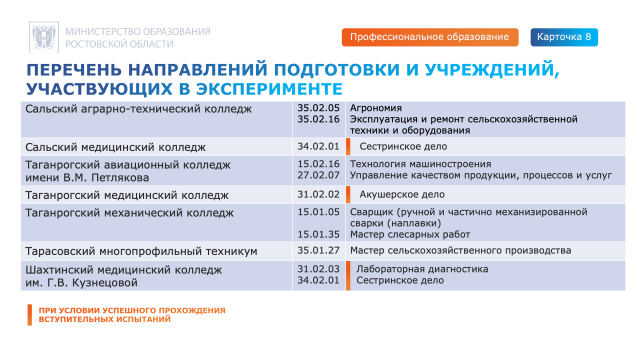 МИНИСТЕРСТВО ОБРАЗОВАНИЯ
РОСТОВСКОЙ ОБЛАСТИ
Профессиональное образование
Карточка 8
ПЕРЕЧЕНЬ НАПРАВЛЕНИЙ ПОДГОТОВКИ И УЧРЕЖДЕНИЙ,
УЧАСТВУЮЩИХ В ЭКСПЕРИМЕНТЕ
Сальский аграрно-технический колледж 35.02.05 Агрономия
35.02.16 Эксплуатация и ремонт сельскохозяйственной
техники и оборудования
Сальский медицинский колледж 34.02.01 Сестринское дело
Таганрогский авиационный колледж 15.02.16 Технология машиностроения
имени В.М. Петлякова 27.02.07 Управление качеством продукции, процессов и услуг
Таганрогский медицинский колледж 31.02.02 Акушерское дело
Таганрогский механический колледж 15.01.05 Сварщик (ручной и частично механизированной
сварки (наплавки)
15.01.35 Мастер слесарных работ
Тарасовский многопрофильный техникум 35.01.27 Мастер сельскохозяйственного производства
Шахтинский медицинский колледж 31.02.03 Лабораторная диагностика
им. Г.В. Кузнецовой 34.02.01 Сестринское дело
ПРИ УСЛОВИИ УСПЕШНОГО ПРОХОЖДЕНИЯ
ВСТУПИТЕЛЬНЫХ ИСПЫТАНИЙ